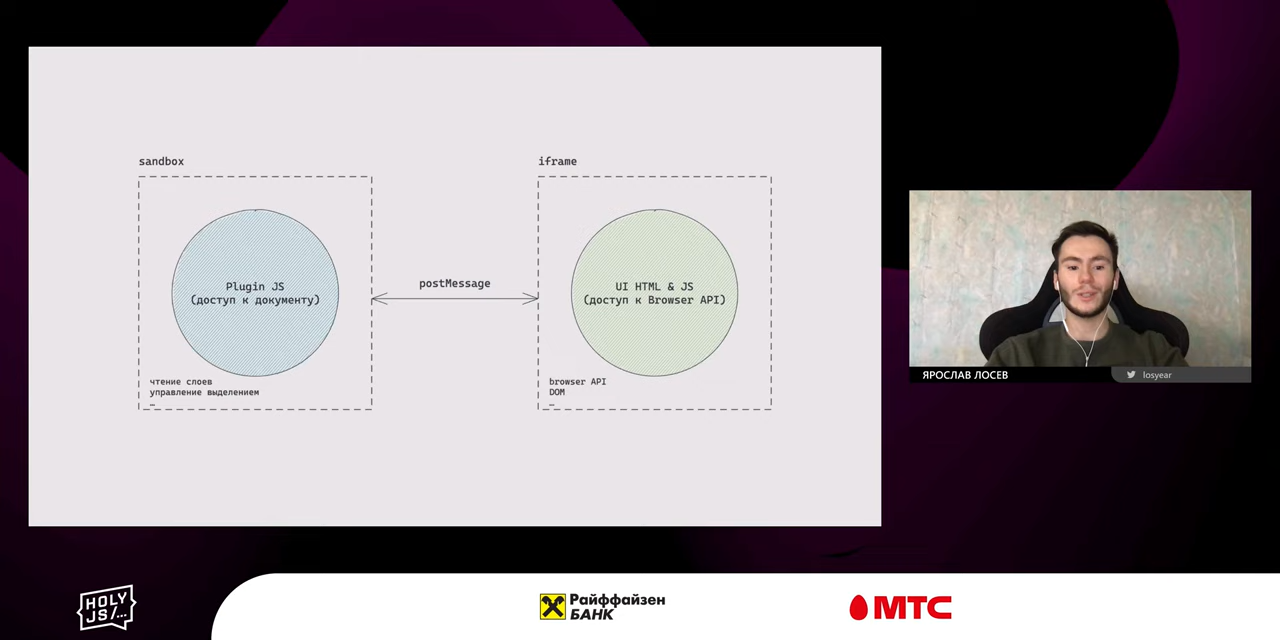 sandbox
iframe
Plugin JS
(доступ к документу)
postMessage
UI HTML & JS
(доступ к Browser API)
чтение слоев
управление выделением
…
browser API
DOM
…
ЯРОСЛАВ ЛОСЕВ
losyear
HOLY
JS/...
Райффайзен
БАНК
МТС